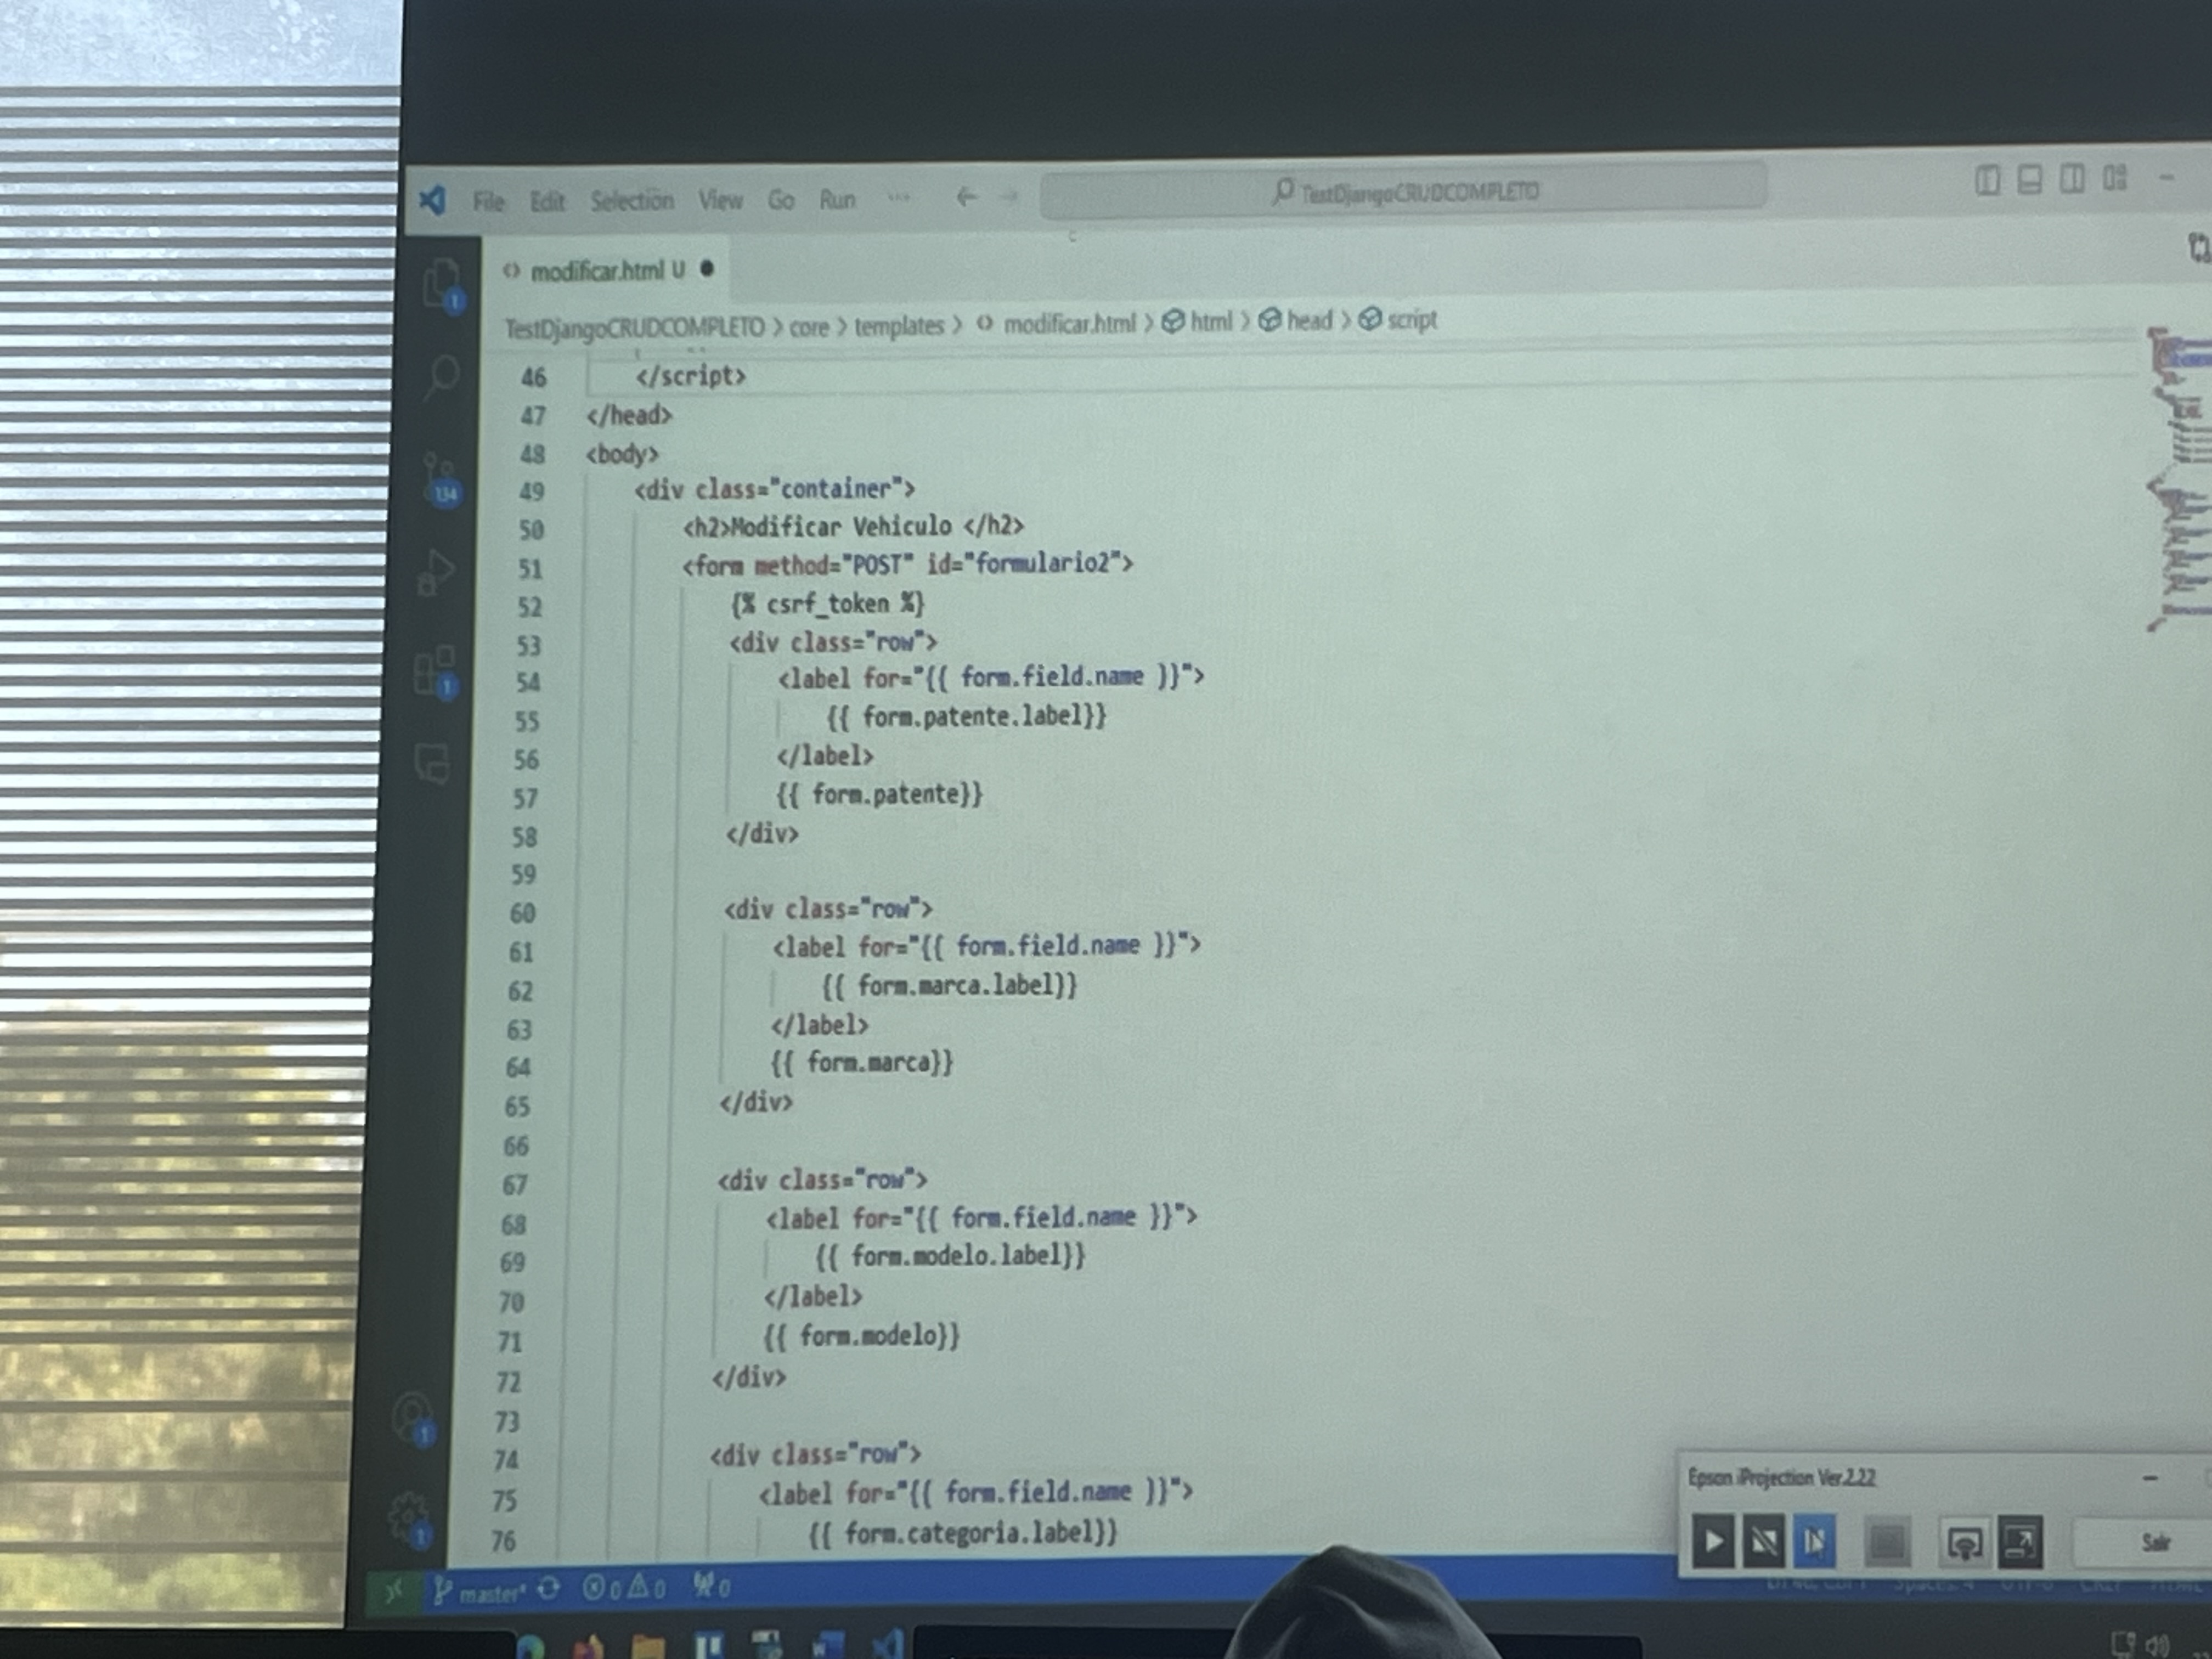 File Edit Selection View Go Run ... TestDjangoCRUDCOMPLETO
modificar.html U
TestDjangoCRUDCOMPLETO > core > templates > modificar.html > html > head > script
46 </script>
47 </head>
48 <body>
49 <div class="container">
50 <h2>Modificar Vehiculo </h2>
51 <form method="POST" id="formulario2">
52 {% csrf_token %}
53 <div class="row">
54 <label for="{{ form.field.name }}">
55 {{ form.patente.label}}
56 </label>
57 {{ form.patente}}
58 </div>
59
60 <div class="row">
61 <label for="{{ form.field.name }}">
62 {{ form.marca.label}}
63 </label>
64 {{ form.marca}}
65 </div>
66
67 <div class="row">
68 <label for="{{ form.field.name }}">
69 {{ form.modelo.label}}
70 </label>
71 {{ form.modelo}}
72 </div>
73
74 <div class="row">
75 <label for="{{ form.field.name }}">
76 {{ form.categoria.label}}
1
134
1
1
1
Epson iProjection Ver.2.22
Salir
master* 0 0 0